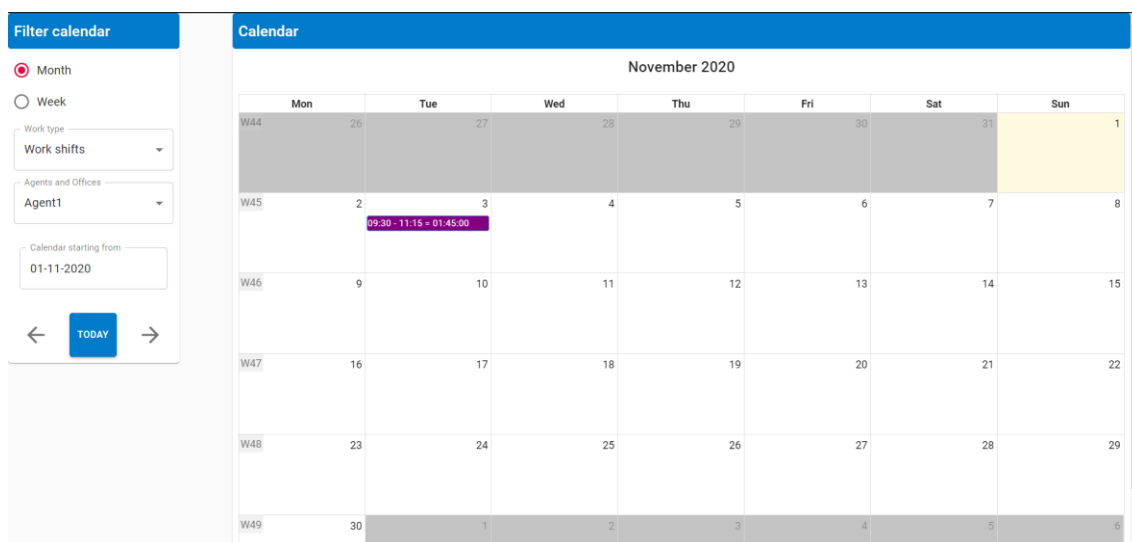 Filter calendar
Month
Week
Work type
Work shifts
Agents and Offices
Agent1
Calendar starting from
01-11-2020
TODAY
Calendar
November 2020
Mon Tue Wed Thu Fri Sat Sun
W44 26 27 28 29 30 31 1
W45 2 3 4 5 6 7 8
09:30 - 11:15 = 01:45:00
W46 9 10 11 12 13 14 15
W47 16 17 18 19 20 21 22
W48 23 24 25 26 27 28 29
W49 30 1 2 3 4 5 6